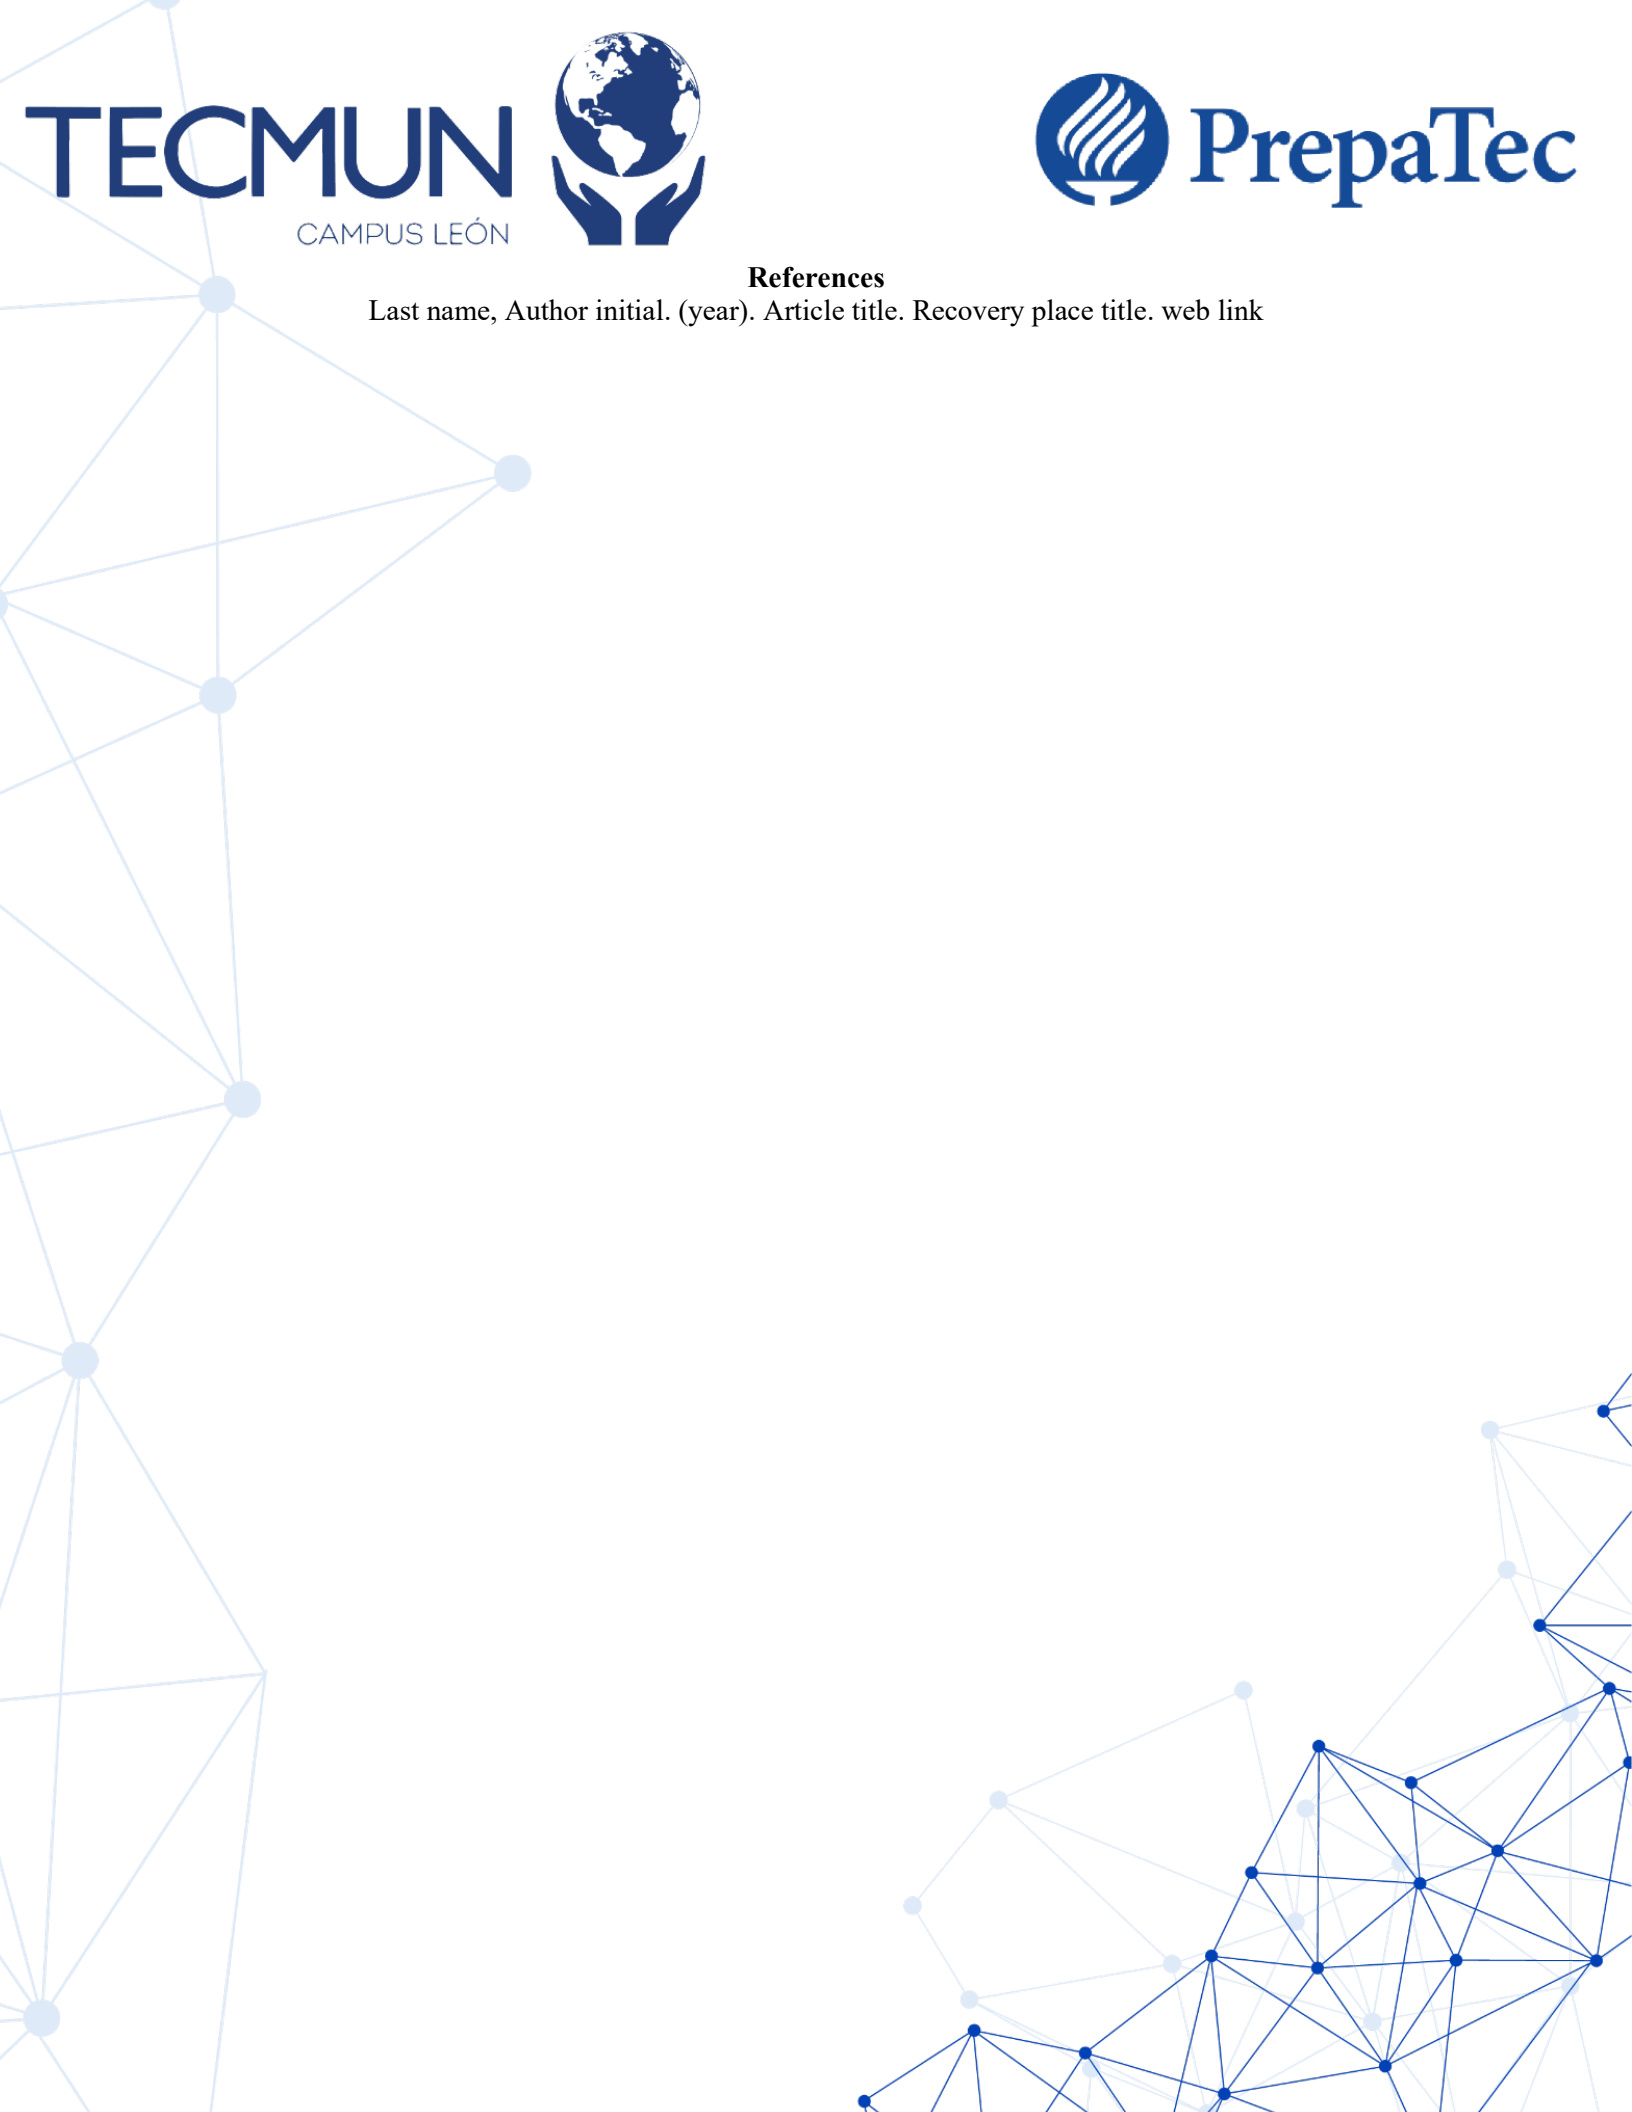 TECMUN
CAMPUS LEÓN
PrepaTec
References
Last name, Author initial. (year). Article title. Recovery place title. web link